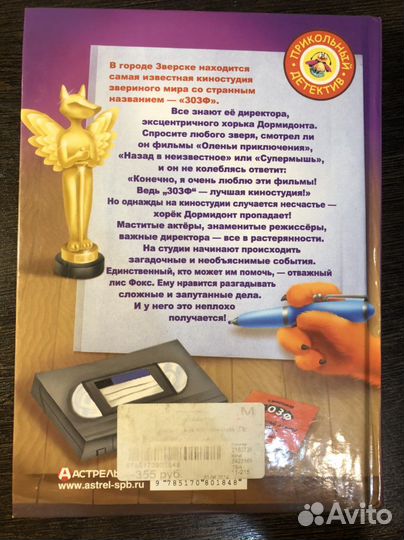 ПРИКОЛЬНЫЙ ДЕТЕКТИВ
В городе Зверске находится
самая известная киностудия
звериного мира со странным
названием — «ЗОЗФ».
Все знают её директора,
эксцентричного хорька Дормидонта.
Спросите любого зверя, смотрел ли
он фильмы «Оленьи приключения»,
«Назад в неизвестное» или «Супермышь»,
и он не колеблясь ответит:
«Конечно, я очень люблю эти фильмы!
Ведь „ЗОЗФ“ — лучшая киностудия!»
Но однажды на киностудии случается несчастье —
хорёк Дормидонт пропадает!
Маститые актёры, знаменитые режиссёры,
важные директора — все в растерянности.
На студии начинают происходить
загадочные и необъяснимые события.
Единственный, кто может им помочь, — отважный
лис Фокс. Ему нравится разгадывать
сложные и запутанные дела.
И у него это неплохо
получается!
М
ЗОЗФ
9785170801848
355 руб.
АСТРЕЛЬ
www.astrel-spb.ru
9 785170 801848
Avito